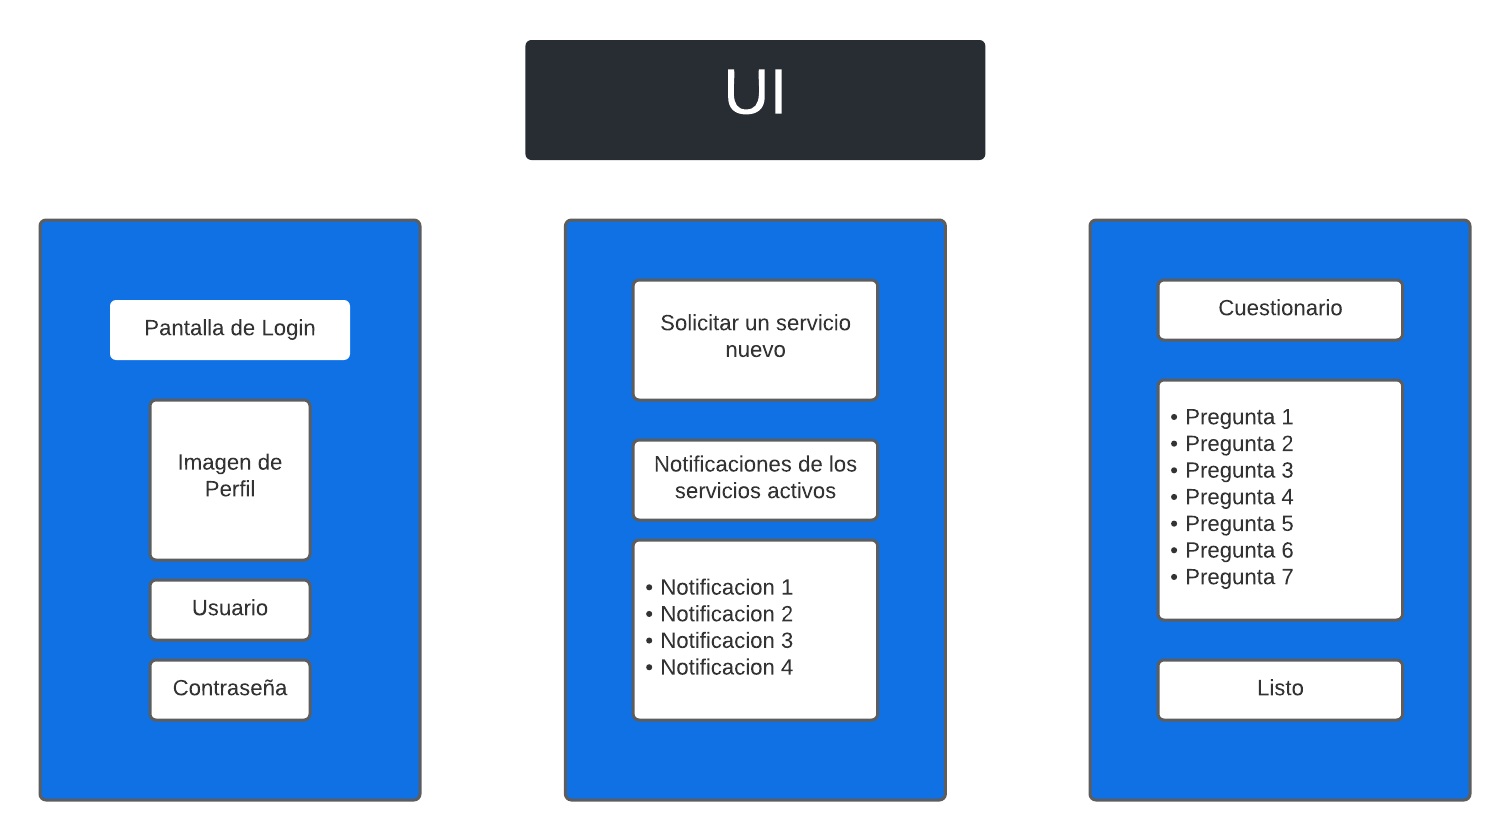 UI
Pantalla de Login
Imagen de
Perfil
Usuario
Contraseña
Solicitar un servicio
nuevo
Notificaciones de los
servicios activos
• Notificacion 1
• Notificacion 2
• Notificacion 3
• Notificacion 4
Cuestionario
• Pregunta 1
• Pregunta 2
• Pregunta 3
• Pregunta 4
• Pregunta 5
• Pregunta 6
• Pregunta 7
Listo